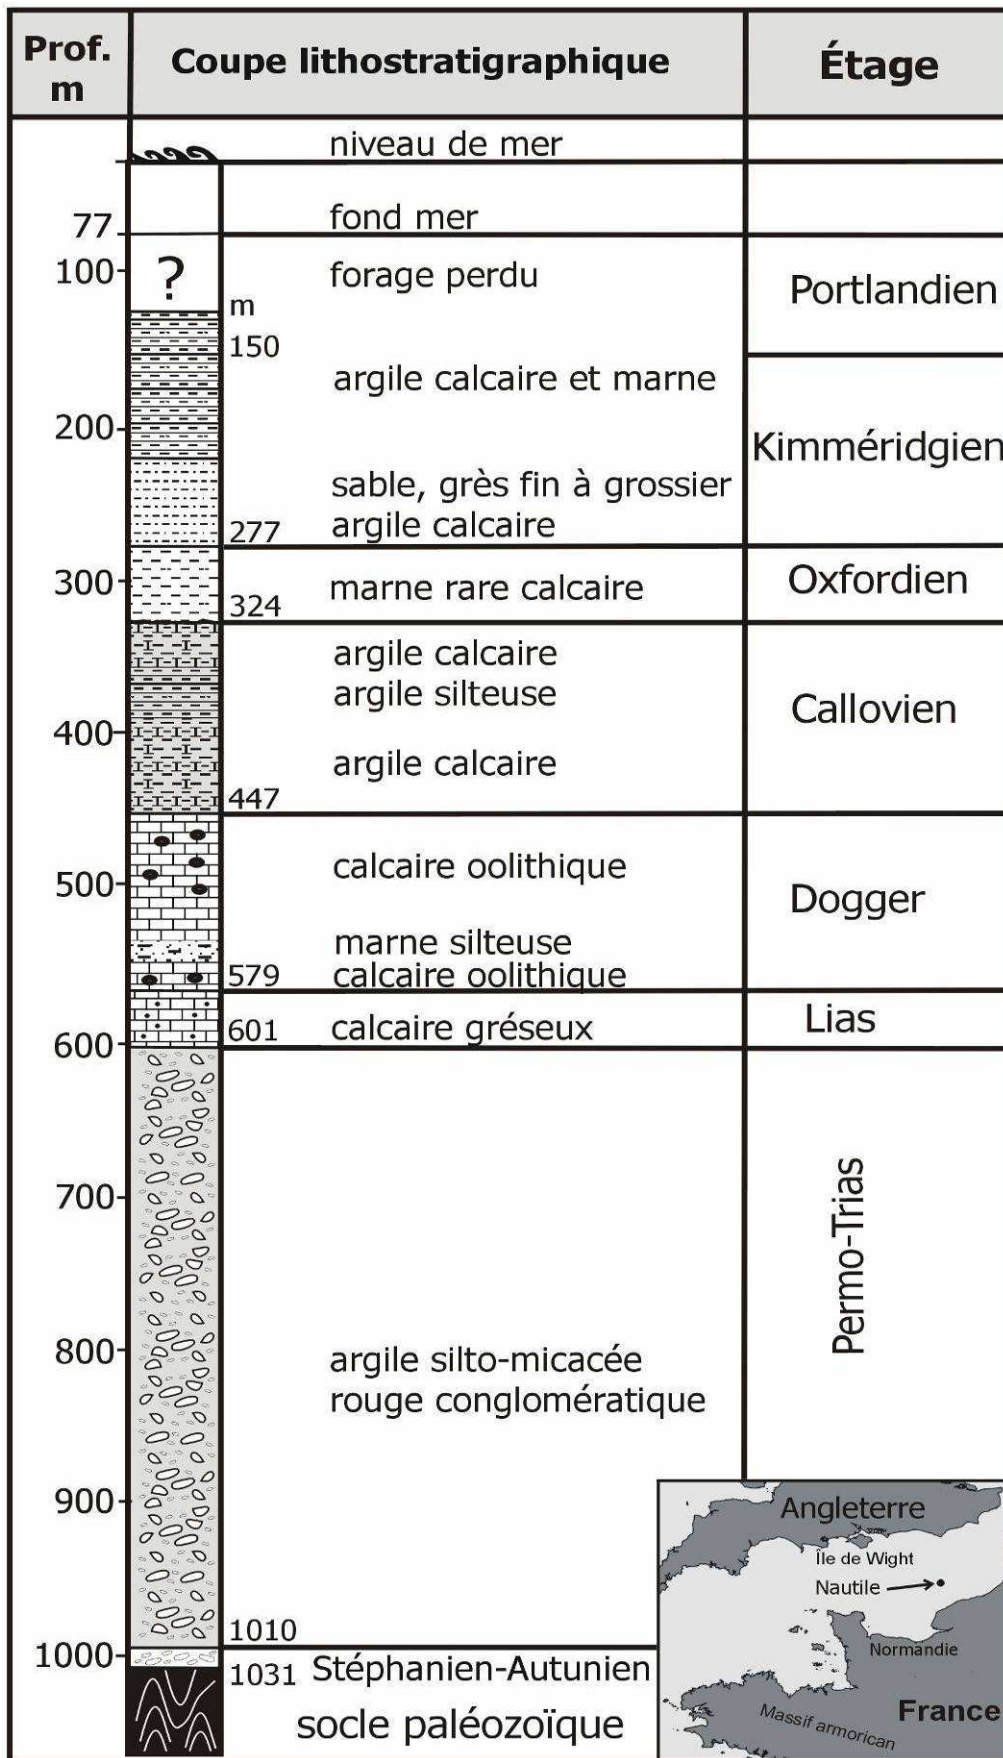 Prof.
m
Coupe lithostratigraphique
Étage
niveau de mer
77
fond mer
100
?
forage perdu
Portlandien
m
150
argile calcaire et marne
200
Kimméridgien
sable, grès fin à grossier
277
argile calcaire
300
marne rare calcaire
Oxfordien
324
argile calcaire
argile silteuse
Callovien
400
argile calcaire
447
calcaire oolithique
500
Dogger
marne silteuse
579
calcaire oolithique
601
calcaire gréseux
Lias
600
700
Permo-Trias
800
argile silto-micacée
rouge conglomératique
900
1010
1000
1031
Stéphanien-Autunien
socle paléozoïque
Angleterre
Île de Wight
Nautile
Normandie
France
Massif armorican